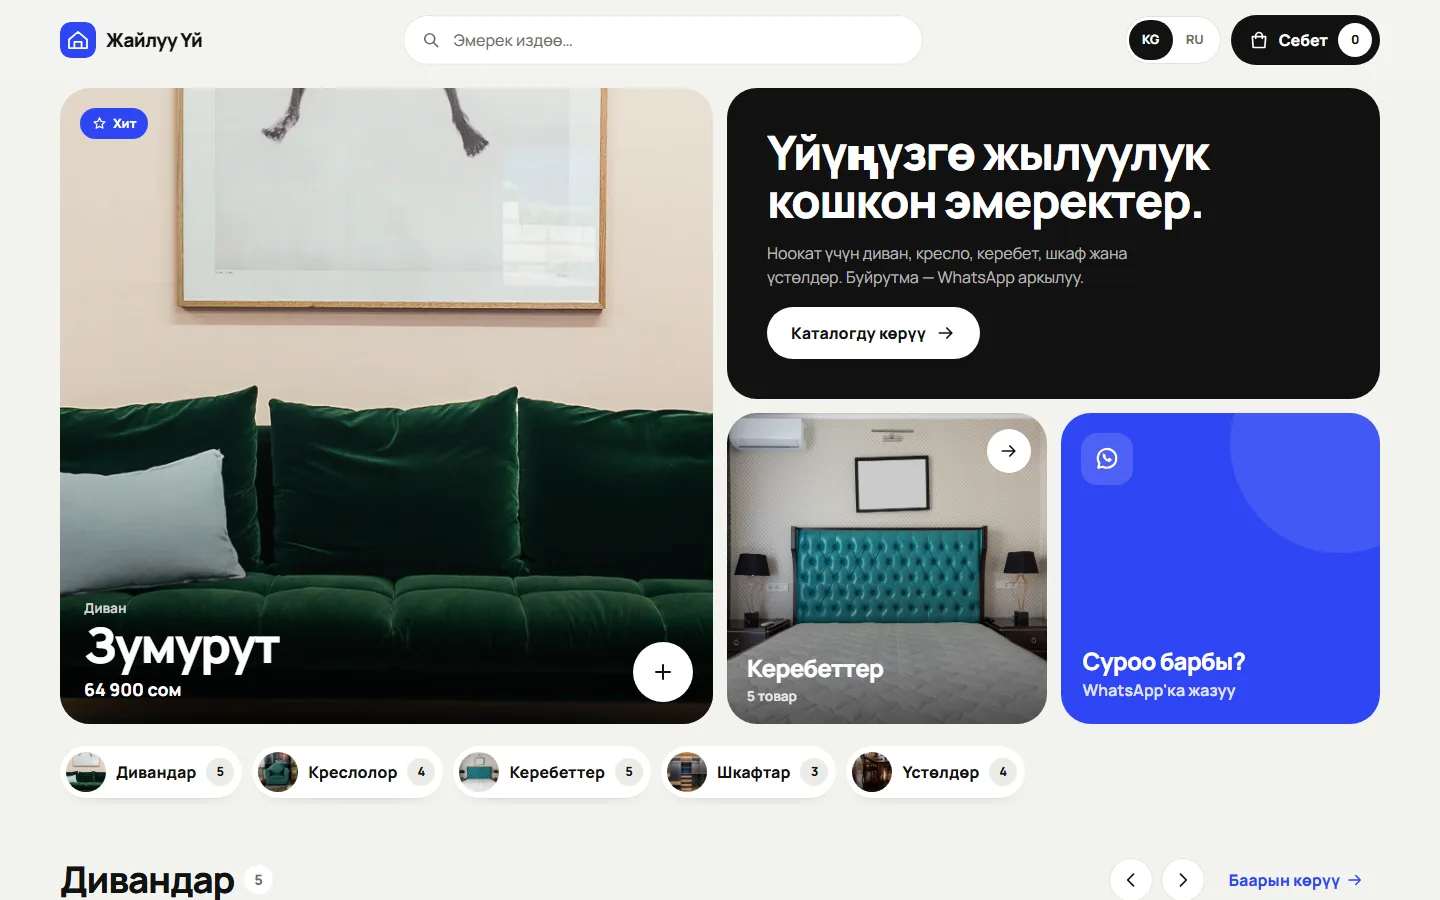 Жайлуу Үй
Эмерек издөө...
KG
RU
Себет
0
Хит
Диван
Зумурут
64 900 сом
Үйүңүзгө жылуулук
кошкон эмеректер.
Ноокат үчүн диван, кресло, керебет, шкаф жана
үстөлдөр. Буйрутма — WhatsApp аркылуу.
Каталогду көрүү
Керебеттер
5 товар
Суроо барбы?
WhatsApp'ка жазуу
Дивандар 5
Креслолор 4
Керебеттер 5
Шкафтар 3
Үстөлдөр 4
Дивандар 5
Баарын көрүү